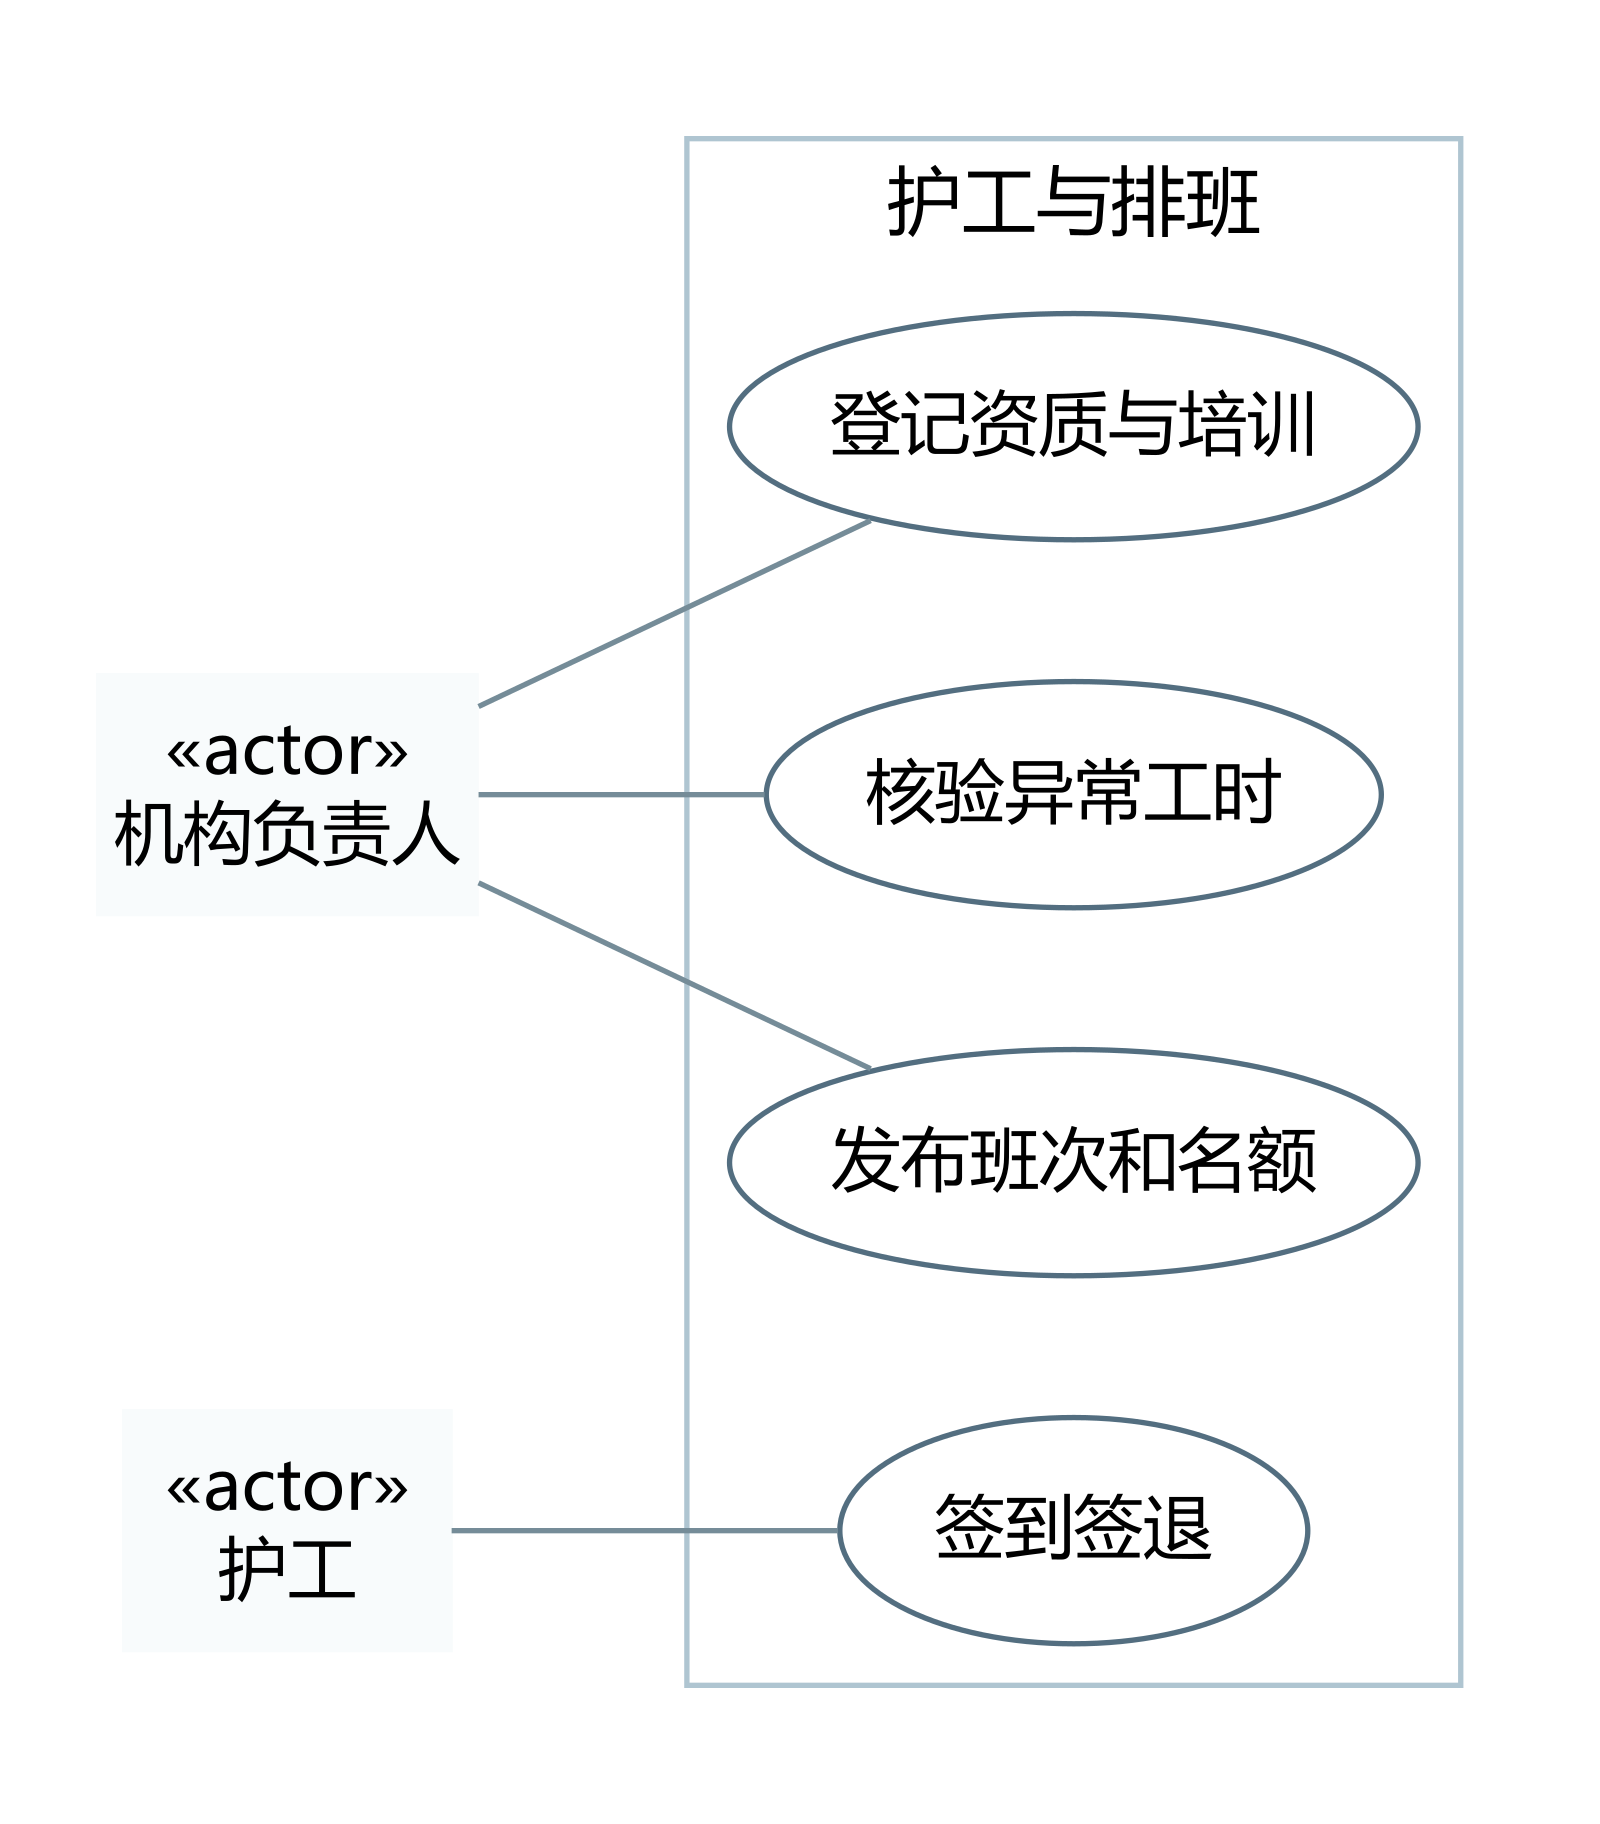 护工与排班
登记资质与培训
«actor»
机构负责人
核验异常工时
发布班次和名额
«actor»
护工
签到签退